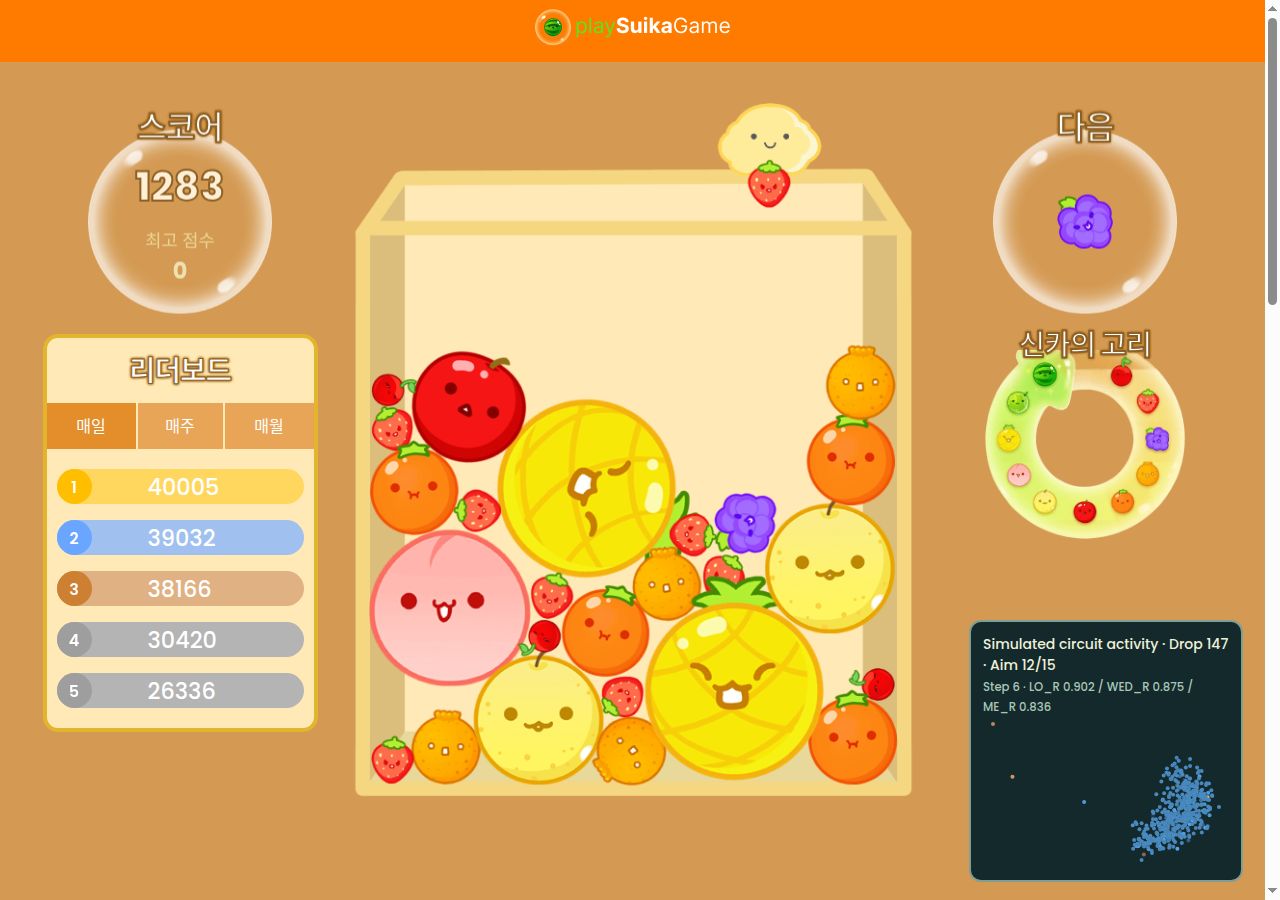 playSuikaGame
스코어
1283
최고 점수
0
다음
신카의 고리
리더보드
매일 매주 매월
1 40005
2 39032
3 38166
4 30420
5 26336
Simulated circuit activity · Drop 147
· Aim 12/15
Step 6 · LO_R 0.902 / WED_R 0.875 /
ME_R 0.836